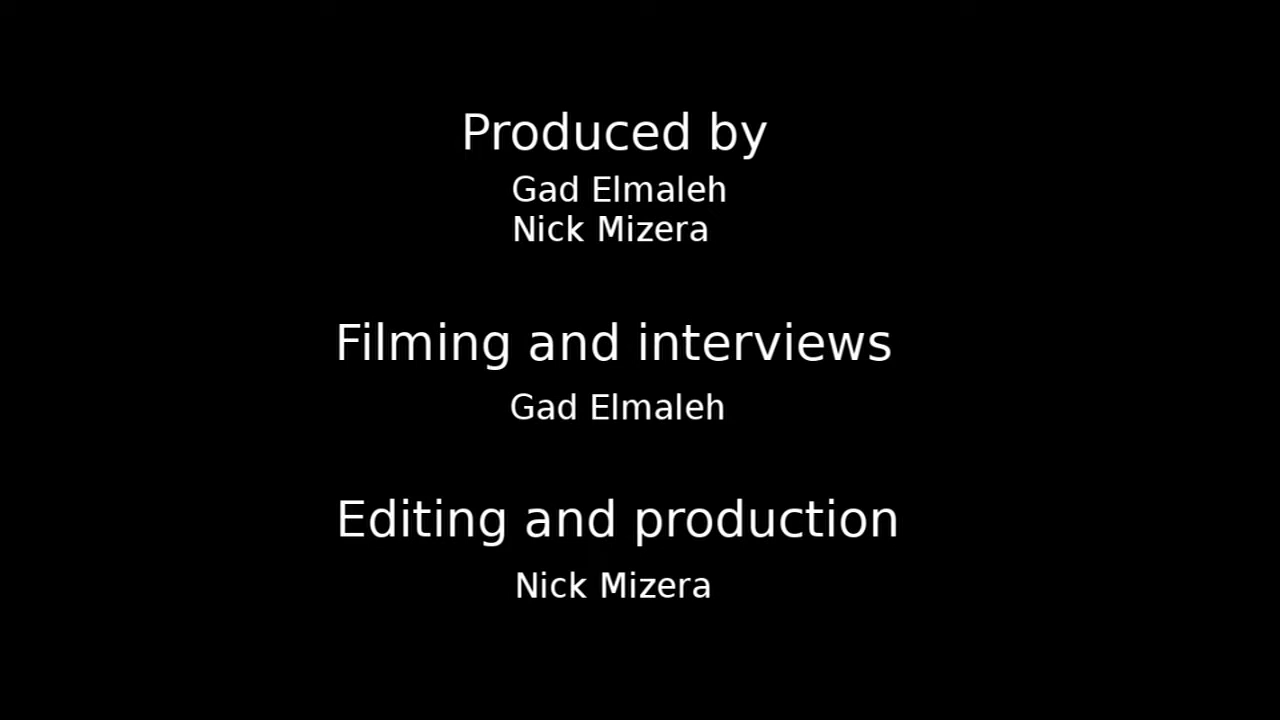 Produced by
Gad Elmaleh
Nick Mizera
Filming and interviews
Gad Elmaleh
Editing and production
Nick Mizera